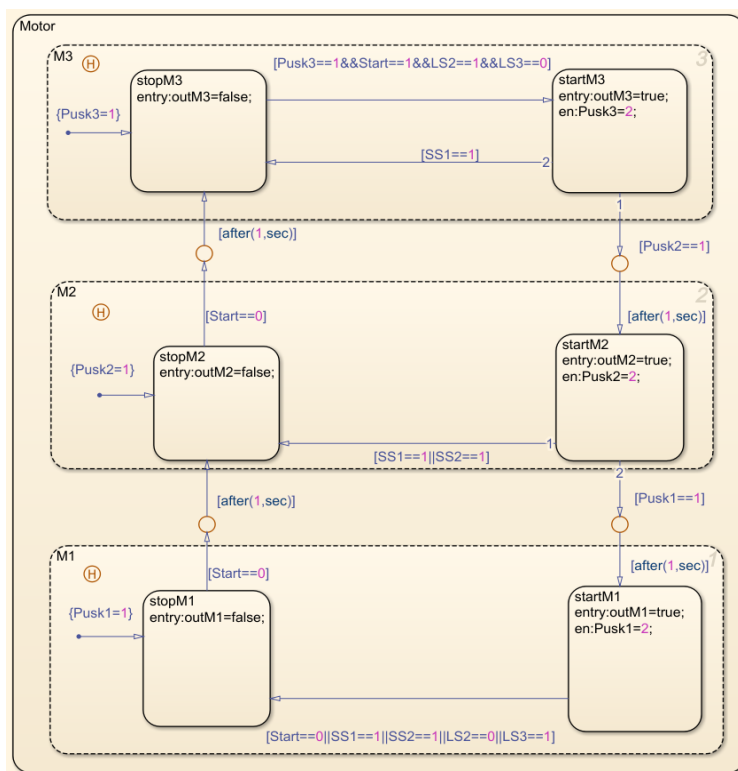 Motor
M3
H
3
stopM3
entry:outM3=false;
{Pusk3=1}
[Pusk3==1&&Start==1&&LS2==1&&LS3==0]
startM3
entry:outM3=true;
en:Pusk3=2;
[SS1==1]
2
1
[after(1,sec)]
[Pusk2==1]
M2
H
2
[Start==0]
[after(1,sec)]
stopM2
entry:outM2=false;
{Pusk2=1}
startM2
entry:outM2=true;
en:Pusk2=2;
1
[SS1==1||SS2==1]
2
[after(1,sec)]
[Pusk1==1]
M1
H
1
[Start==0]
[after(1,sec)]
stopM1
entry:outM1=false;
{Pusk1=1}
startM1
entry:outM1=true;
en:Pusk1=2;
[Start==0||SS1==1||SS2==1||LS2==0||LS3==1]